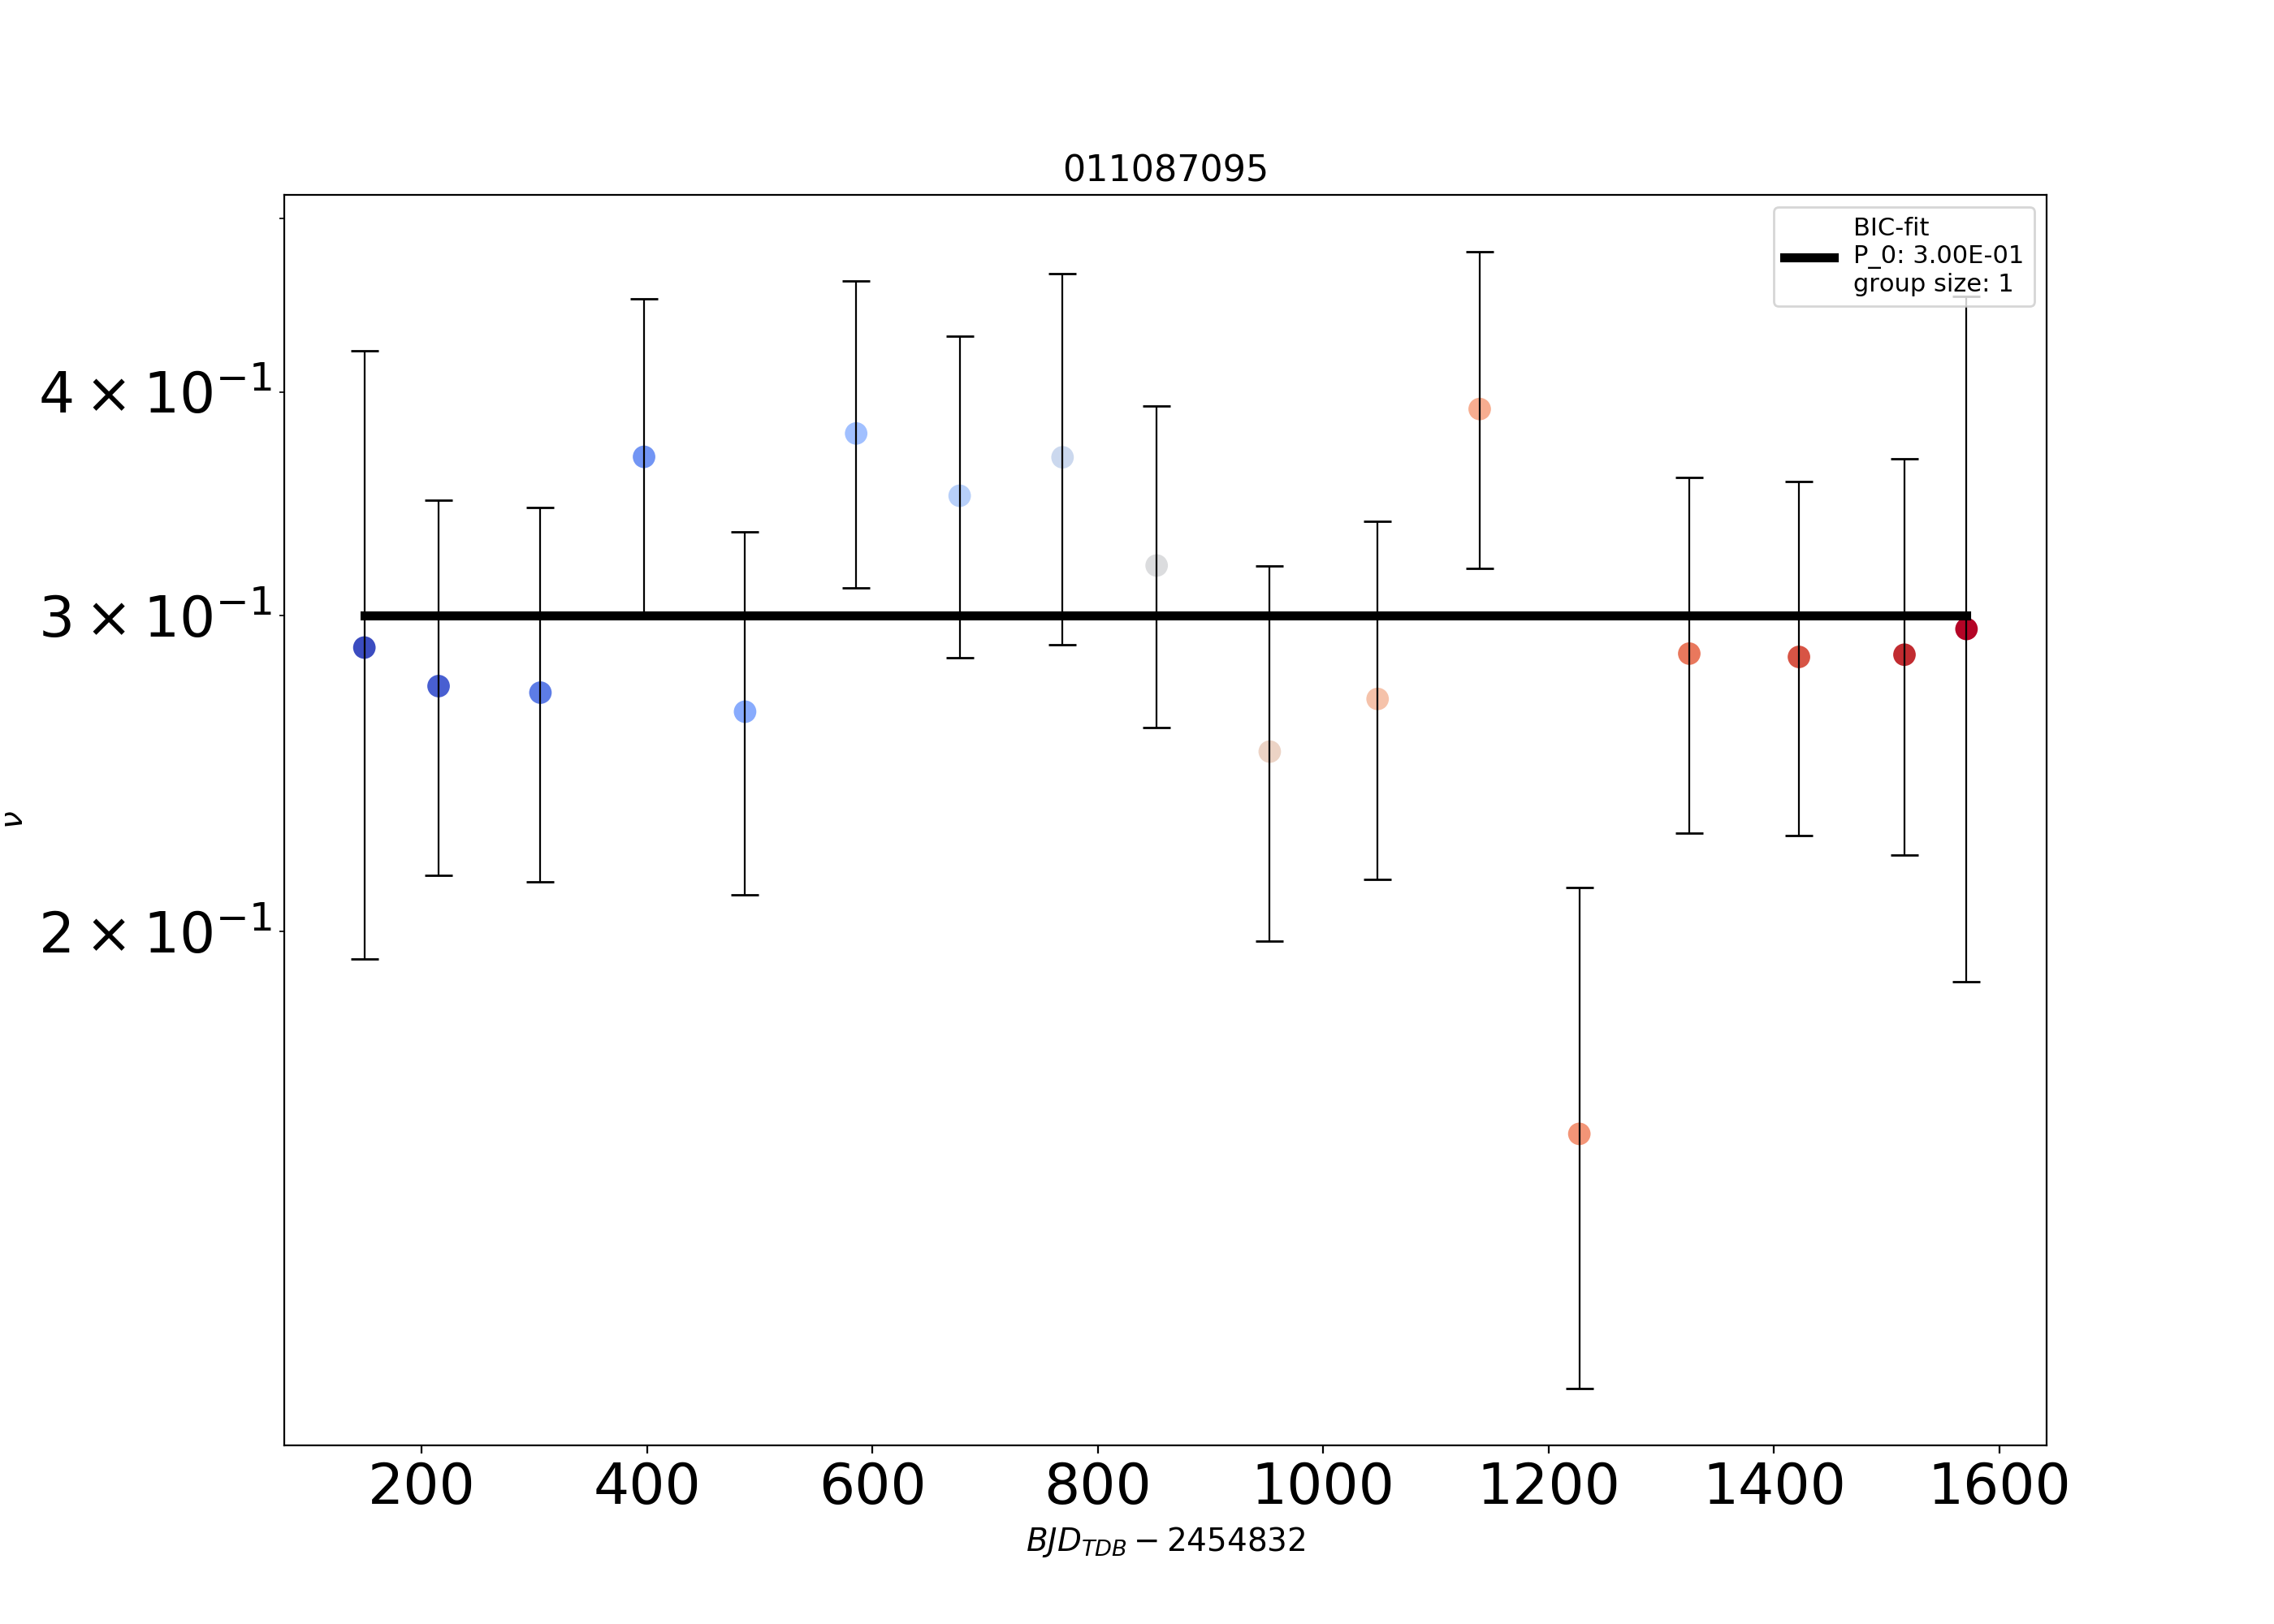 011087095
BIC-fit
P_0: 3.00E-01
group size: 1
4 × 10⁻¹
3 × 10⁻¹
2 × 10⁻¹
ν
200 400 600 800 1000 1200 1400 1600
BJD_TDB − 2454832